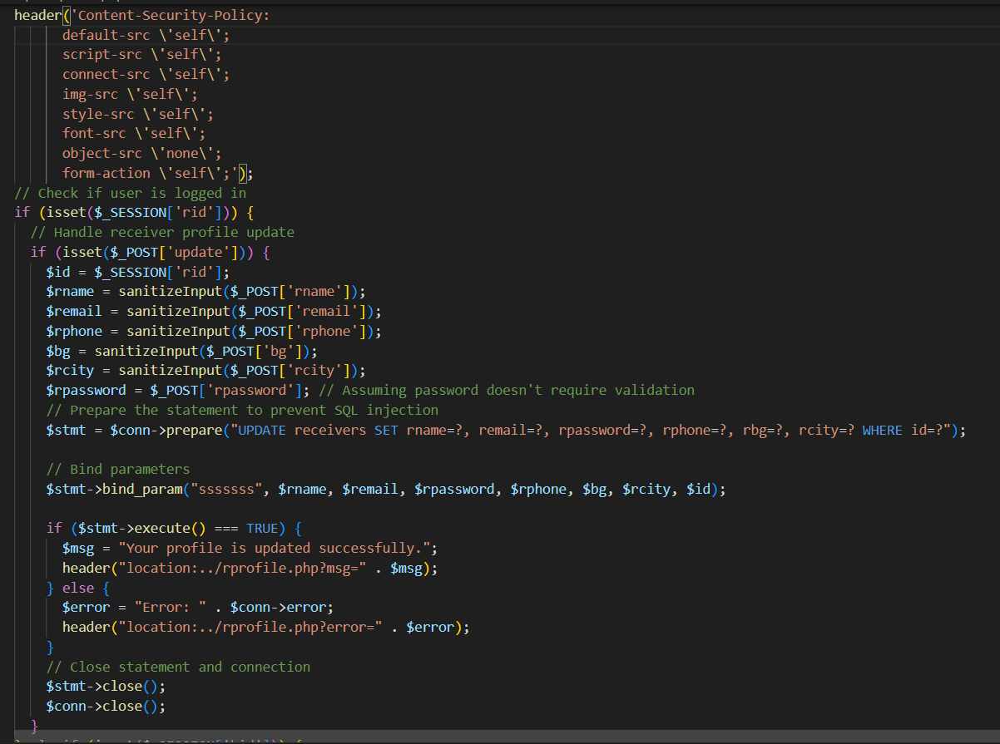 header('Content-Security-Policy:
default-src \'self\';
script-src \'self\';
connect-src \'self\';
img-src \'self\';
style-src \'self\';
font-src \'self\';
object-src \'none\';
form-action \'self\';');
// Check if user is logged in
if (isset($_SESSION['rid'])) {
// Handle receiver profile update
if (isset($_POST['update'])) {
$id = $_SESSION['rid'];
$rname = sanitizeInput($_POST['rname']);
$remail = sanitizeInput($_POST['remail']);
$rphone = sanitizeInput($_POST['rphone']);
$bg = sanitizeInput($_POST['bg']);
$rcity = sanitizeInput($_POST['rcity']);
$rpassword = $_POST['rpassword']; // Assuming password doesn't require validation
// Prepare the statement to prevent SQL injection
$stmt = $conn->prepare("UPDATE receivers SET rname=?, remail=?, rpassword=?, rphone=?, rbg=?, rcity=? WHERE id=?");
// Bind parameters
$stmt->bind_param("sssssss", $rname, $remail, $rpassword, $rphone, $bg, $rcity, $id);
if ($stmt->execute() === TRUE) {
$msg = "Your profile is updated successfully.";
header("location:../rprofile.php?msg=" . $msg);
} else {
$error = "Error: " . $conn->error;
header("location:../rprofile.php?error=" . $error);
}
// Close statement and connection
$stmt->close();
$conn->close();
}